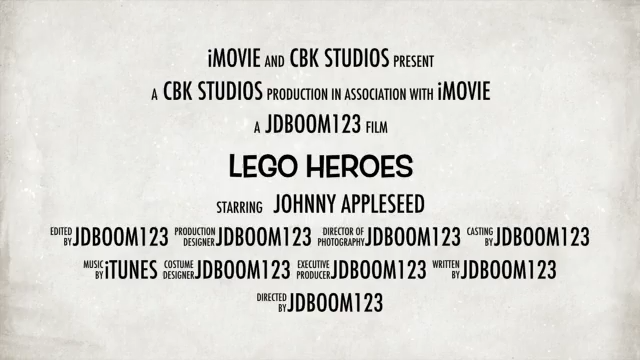 iMOVIE AND CBK STUDIOS PRESENT
A CBK STUDIOS PRODUCTION IN ASSOCIATION WITH iMOVIE
A JDBOOM123 FILM
LEGO HEROES
STARRING JOHNNY APPLESEED
EDITED BY JDBOOM123 PRODUCTION DESIGNER JDBOOM123 DIRECTOR OF PHOTOGRAPHY JDBOOM123 CASTING BY JDBOOM123
MUSIC BY iTUNES COSTUME DESIGNER JDBOOM123 EXECUTIVE PRODUCER JDBOOM123 WRITTEN BY JDBOOM123
DIRECTED BY JDBOOM123